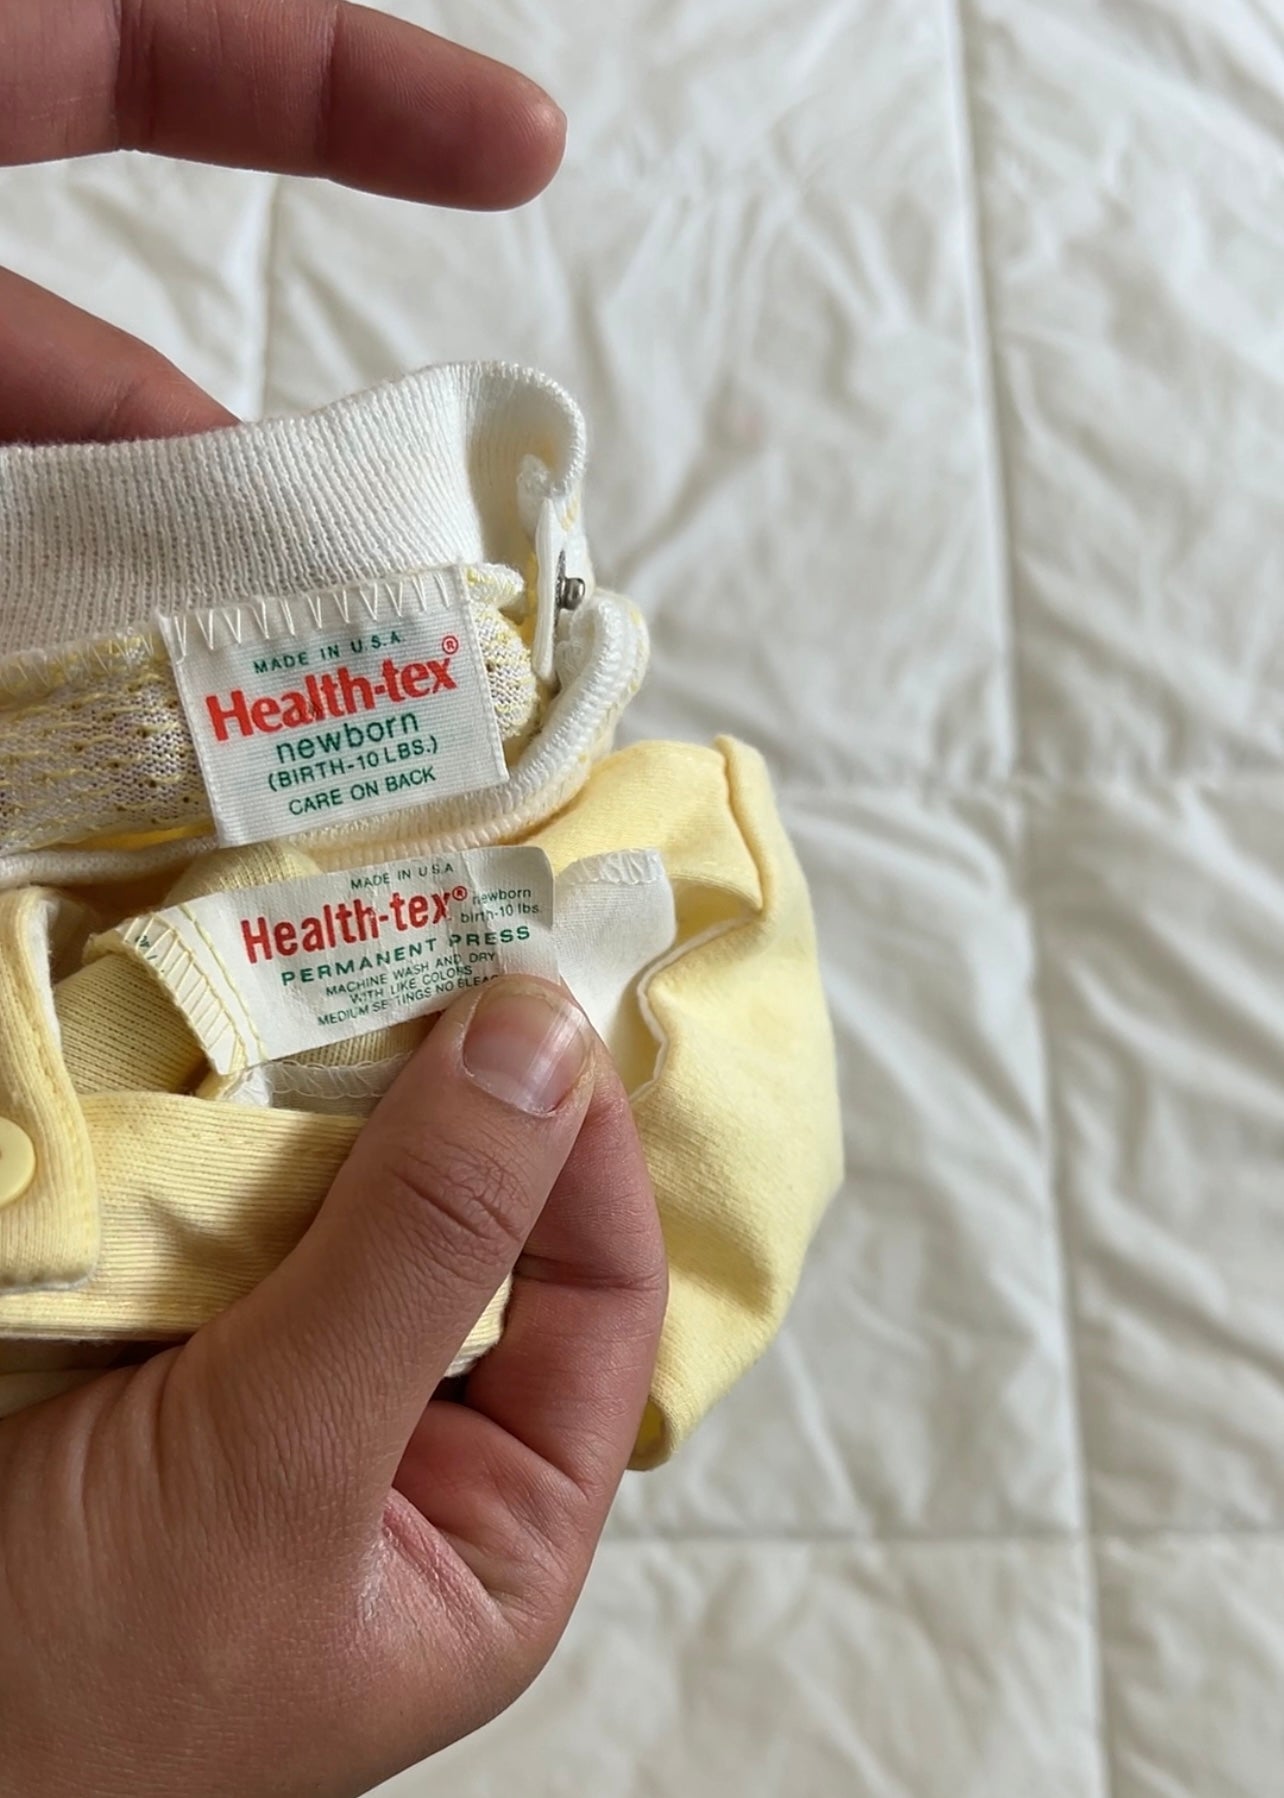 MADE IN U.S.A.
Health-tex®
newborn
(BIRTH-10 LBS.)
CARE ON BACK
MADE IN U.S.A
Health-tex® newborn
birth-10 lbs.
PERMANENT PRESS
MACHINE WASH AND DRY
WITH LIKE COLORS
MEDIUM SETTINGS NO